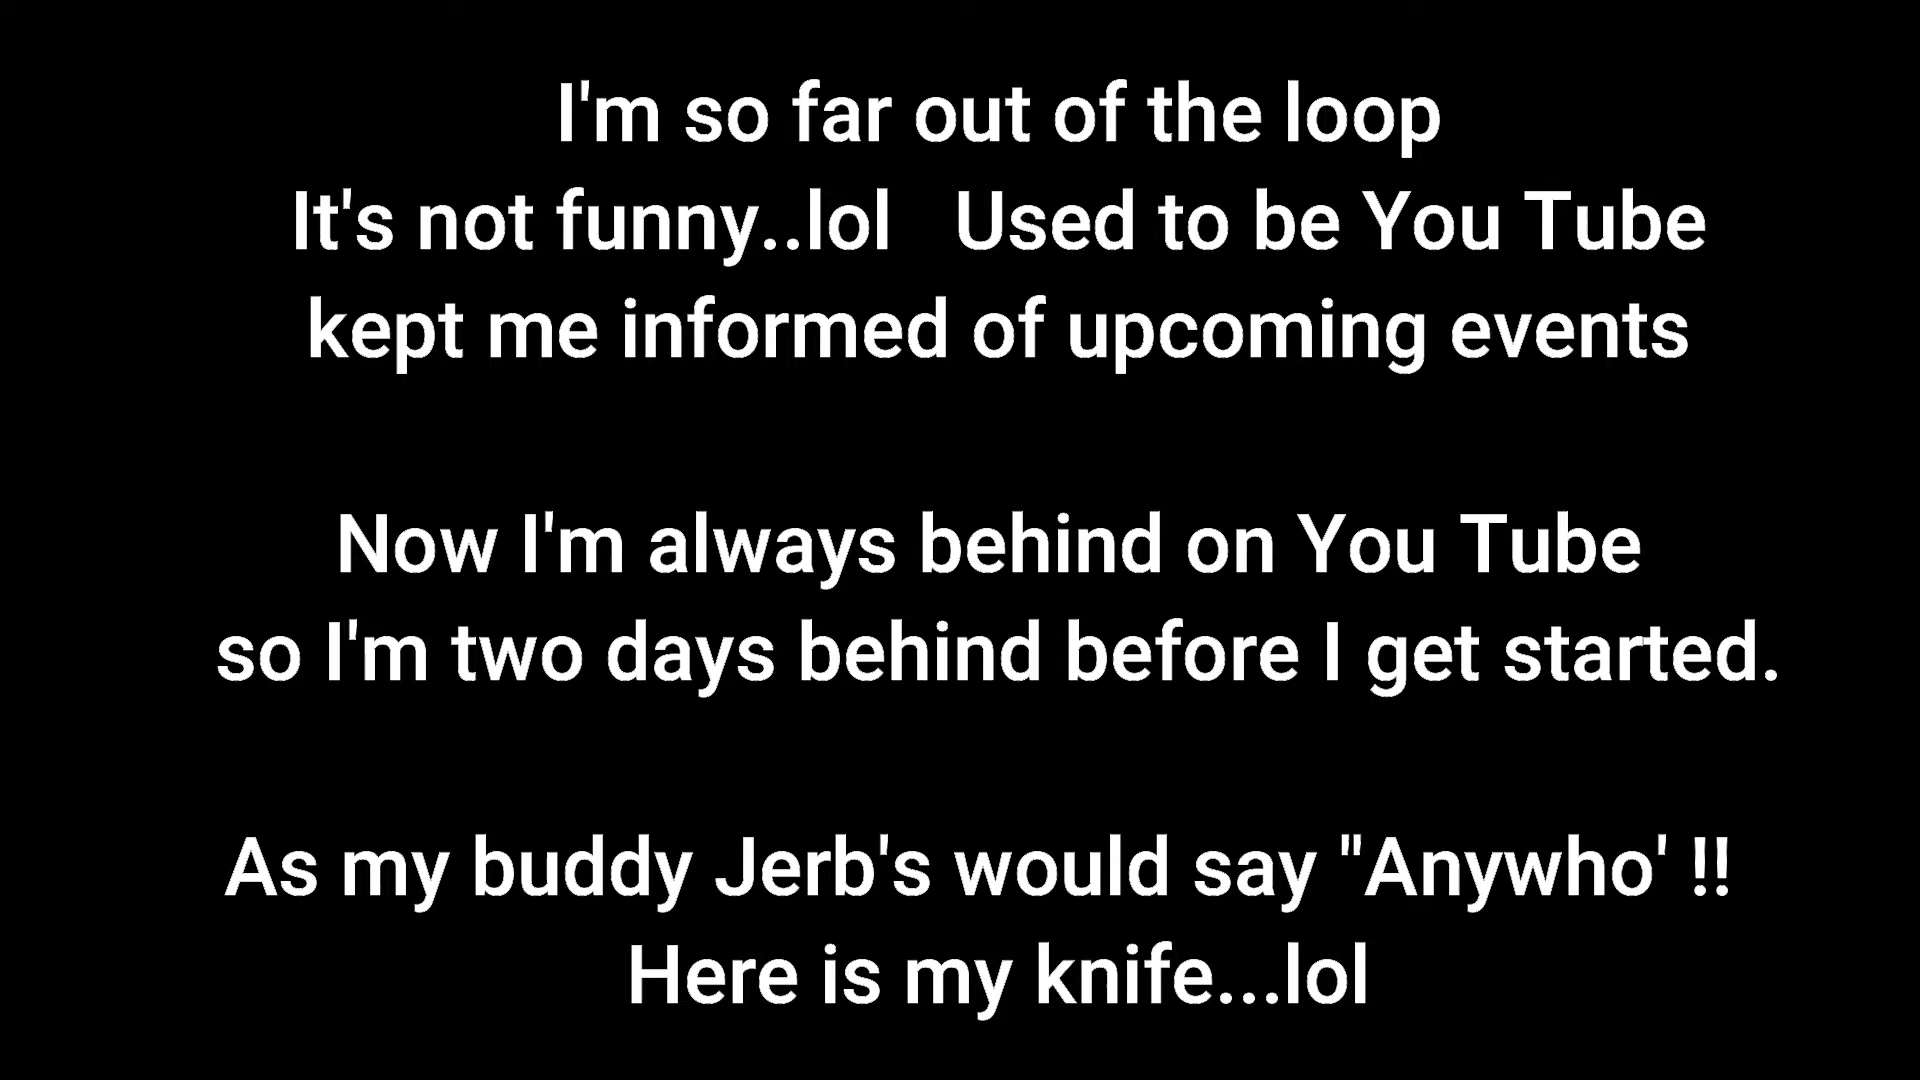 I'm so far out of the loop
It's not funny..lol   Used to be You Tube
kept me informed of upcoming events
Now I'm always behind on You Tube
so I'm two days behind before I get started.
As my buddy Jerb's would say "Anywho' !!
Here is my knife...lol